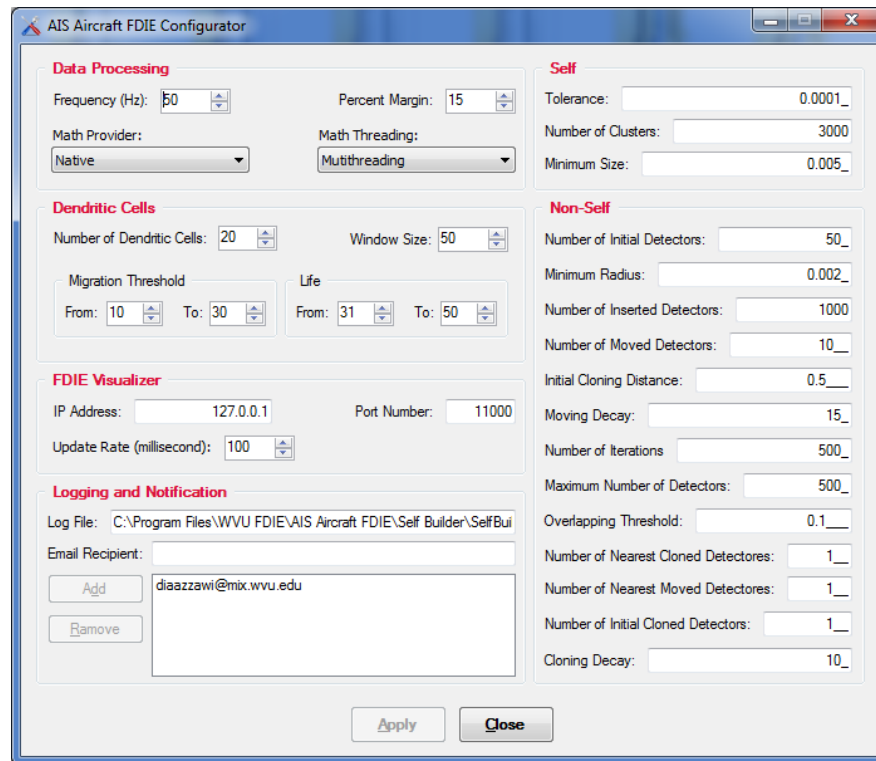 AIS Aircraft FDIE Configurator
Data Processing
Frequency (Hz): 50
Percent Margin: 15
Math Provider:
Native
Math Threading:
Mutithreading
Dendritic Cells
Number of Dendritic Cells: 20
Window Size: 50
Migration Threshold
From: 10 To: 30
Life
From: 31 To: 50
FDIE Visualizer
IP Address: 127.0.0.1
Port Number: 11000
Update Rate (millisecond): 100
Logging and Notification
Log File: C:\Program Files\WVU FDIE\AIS Aircraft FDIE\Self Builder\SelfBui
Email Recipient:
Add
diaazzawi@mix.wvu.edu
Remove
Self
Tolerance: 0.0001_
Number of Clusters: 3000
Minimum Size: 0.005_
Non-Self
Number of Initial Detectors: 50_
Minimum Radius: 0.002_
Number of Inserted Detectors: 1000
Number of Moved Detectors: 10__
Initial Cloning Distance: 0.5___
Moving Decay: 15_
Number of Iterations 500_
Maximum Number of Detectors: 500_
Overlapping Threshold: 0.1___
Number of Nearest Cloned Detectores: 1__
Number of Nearest Moved Detectores: 1__
Number of Initial Cloned Detectors: 1__
Cloning Decay: 10_
Apply
Close